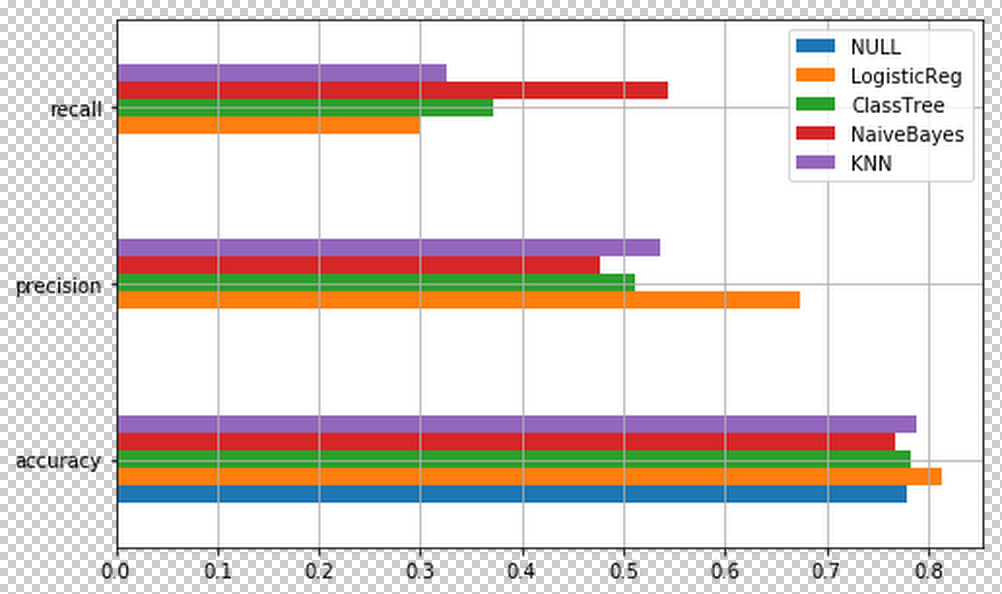 NULL
LogisticReg
ClassTree
NaiveBayes
KNN
recall
precision
accuracy
0.0 0.1 0.2 0.3 0.4 0.5 0.6 0.7 0.8